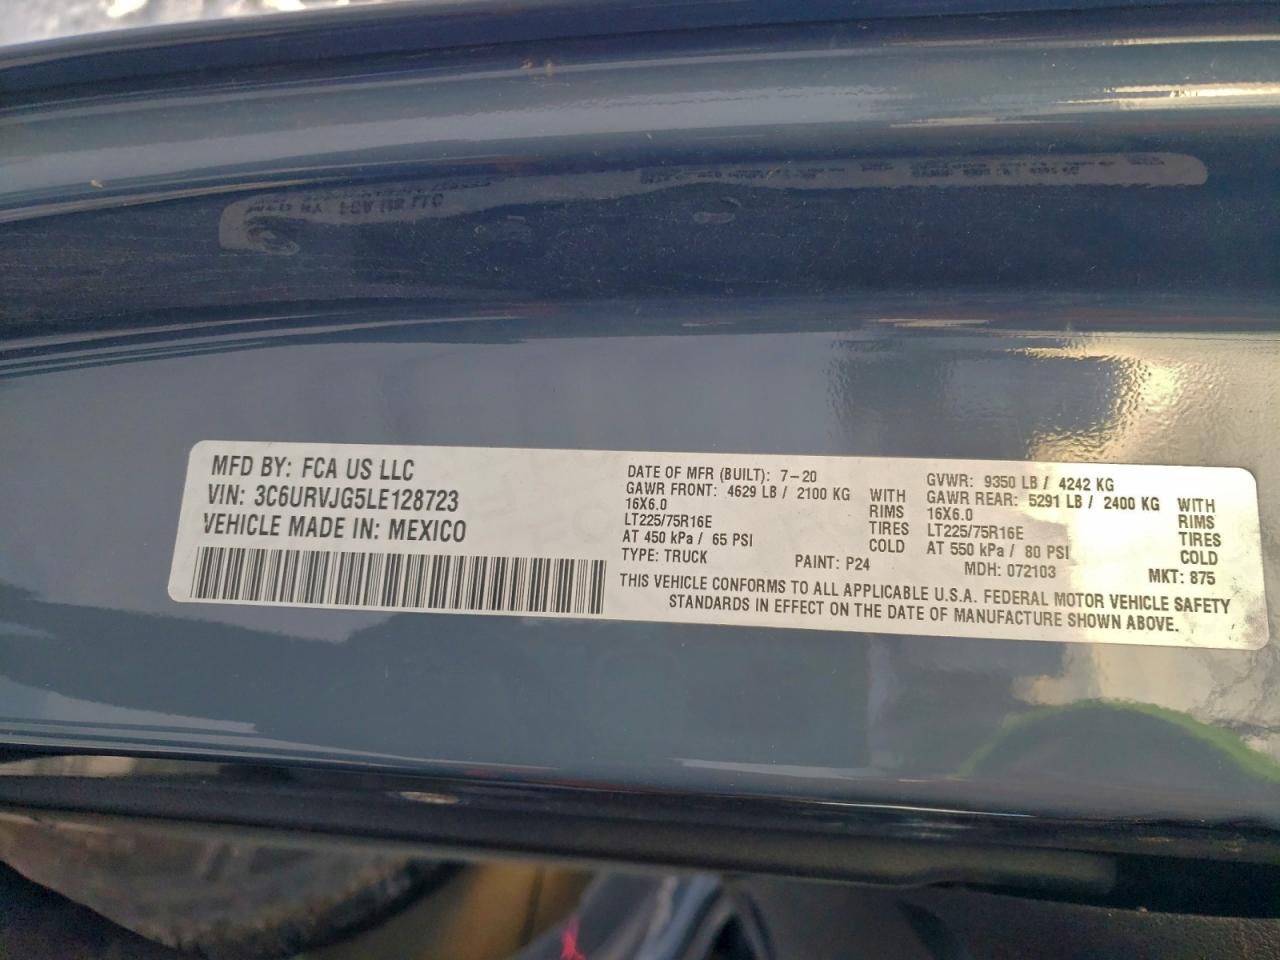 MFD BY: FCA US LLC
VIN: 3C6URVJG5LE128723
VEHICLE MADE IN: MEXICO
DATE OF MFR (BUILT): 7-20
GAWR FRONT: 4629 LB / 2100 KG WITH
16X6.0 RIMS
LT225/75R16E TIRES
AT 450 kPa / 65 PSI COLD
TYPE: TRUCK PAINT: P24
GVWR: 9350 LB / 4242 KG
GAWR REAR: 5291 LB / 2400 KG WITH
16X6.0 RIMS
LT225/75R16E TIRES
AT 550 kPa / 80 PSI COLD
MDH: 072103 MKT: 875
THIS VEHICLE CONFORMS TO ALL APPLICABLE U.S.A. FEDERAL MOTOR VEHICLE SAFETY
STANDARDS IN EFFECT ON THE DATE OF MANUFACTURE SHOWN ABOVE.